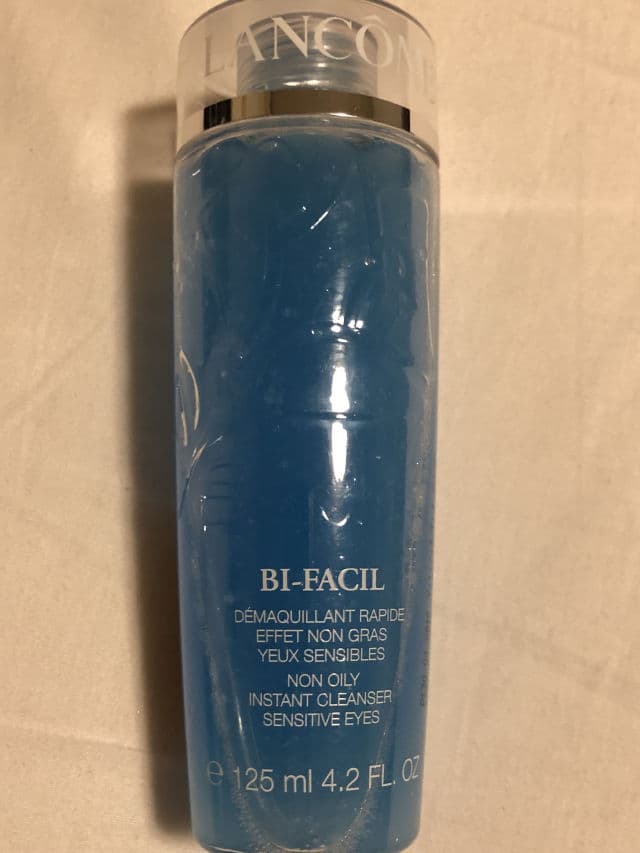 LANCÔME
BI-FACIL
DÉMAQUILLANT RAPIDE
EFFET NON GRAS
YEUX SENSIBLES
NON OILY
INSTANT CLEANSER
SENSITIVE EYES
℮ 125 ml 4.2 FL. OZ